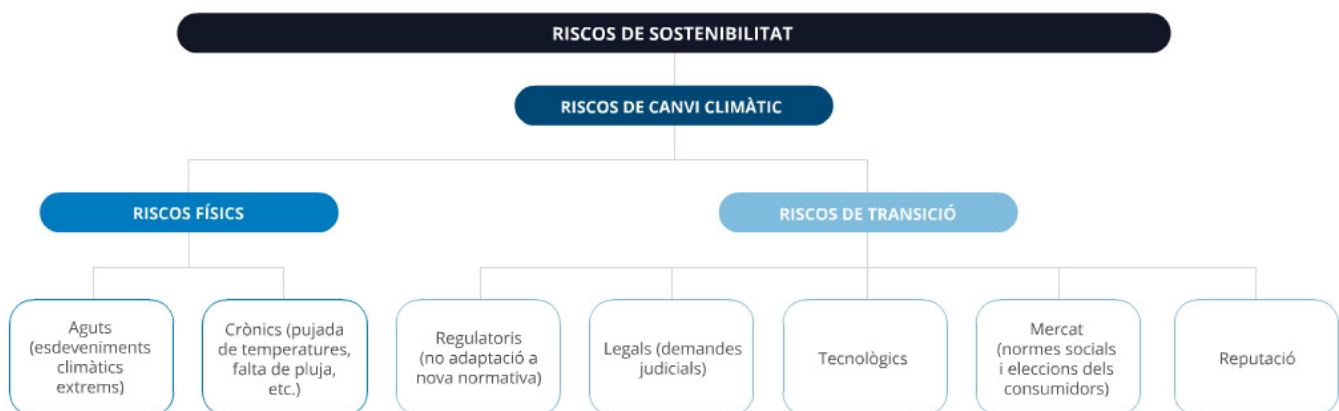 RISCOS DE SOSTENIBILITAT
RISCOS DE CANVI CLIMÀTIC
RISCOS FÍSICS
RISCOS DE TRANSICIÓ
Aguts
(esdeveniments
climàtics
extrems)
Crònics (pujada
de temperatures,
falta de pluja,
etc.)
Regulatoris
(no adaptació a
nova normativa)
Legals (demandes
judicials)
Tecnològics
Mercat
(normes socials
i eleccions dels
consumidors)
Reputació